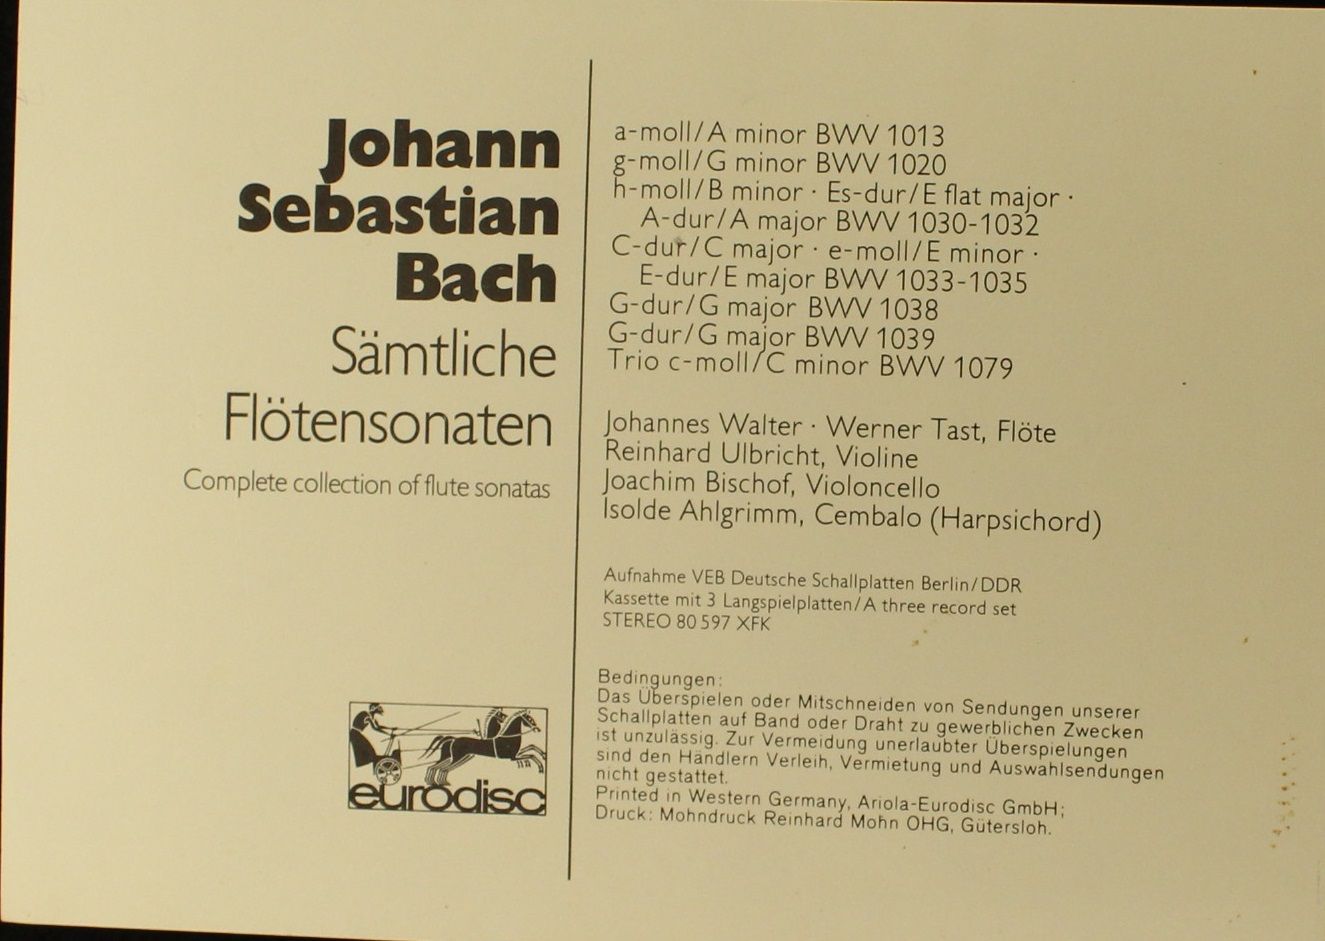 Johann
Sebastian
Bach
Sämtliche
Flötensonaten
Complete collection of flute sonatas
eurodisc
a-moll/A minor BWV 1013
g-moll/G minor BWV 1020
h-moll/B minor · Es-dur/E flat major ·
A-dur/A major BWV 1030-1032
C-dur/C major · e-moll/E minor ·
E-dur/E major BWV 1033-1035
G-dur/G major BWV 1038
G-dur/G major BWV 1039
Trio c-moll/C minor BWV 1079
Johannes Walter · Werner Tast, Flöte
Reinhard Ulbricht, Violine
Joachim Bischof, Violoncello
Isolde Ahlgrimm, Cembalo (Harpsichord)
Aufnahme VEB Deutsche Schallplatten Berlin/DDR
Kassette mit 3 Langspielplatten/A three record set
STEREO 80 597 XFK
Bedingungen:
Das Überspielen oder Mitschneiden von Sendungen unserer
Schallplatten auf Band oder Draht zu gewerblichen Zwecken
ist unzulässig. Zur Vermeidung unerlaubter Überspielungen
sind den Händlern Verleih, Vermietung und Auswahlsendungen
nicht gestattet.
Printed in Western Germany, Ariola-Eurodisc GmbH;
Druck: Mohndruck Reinhard Mohn OHG, Gütersloh.